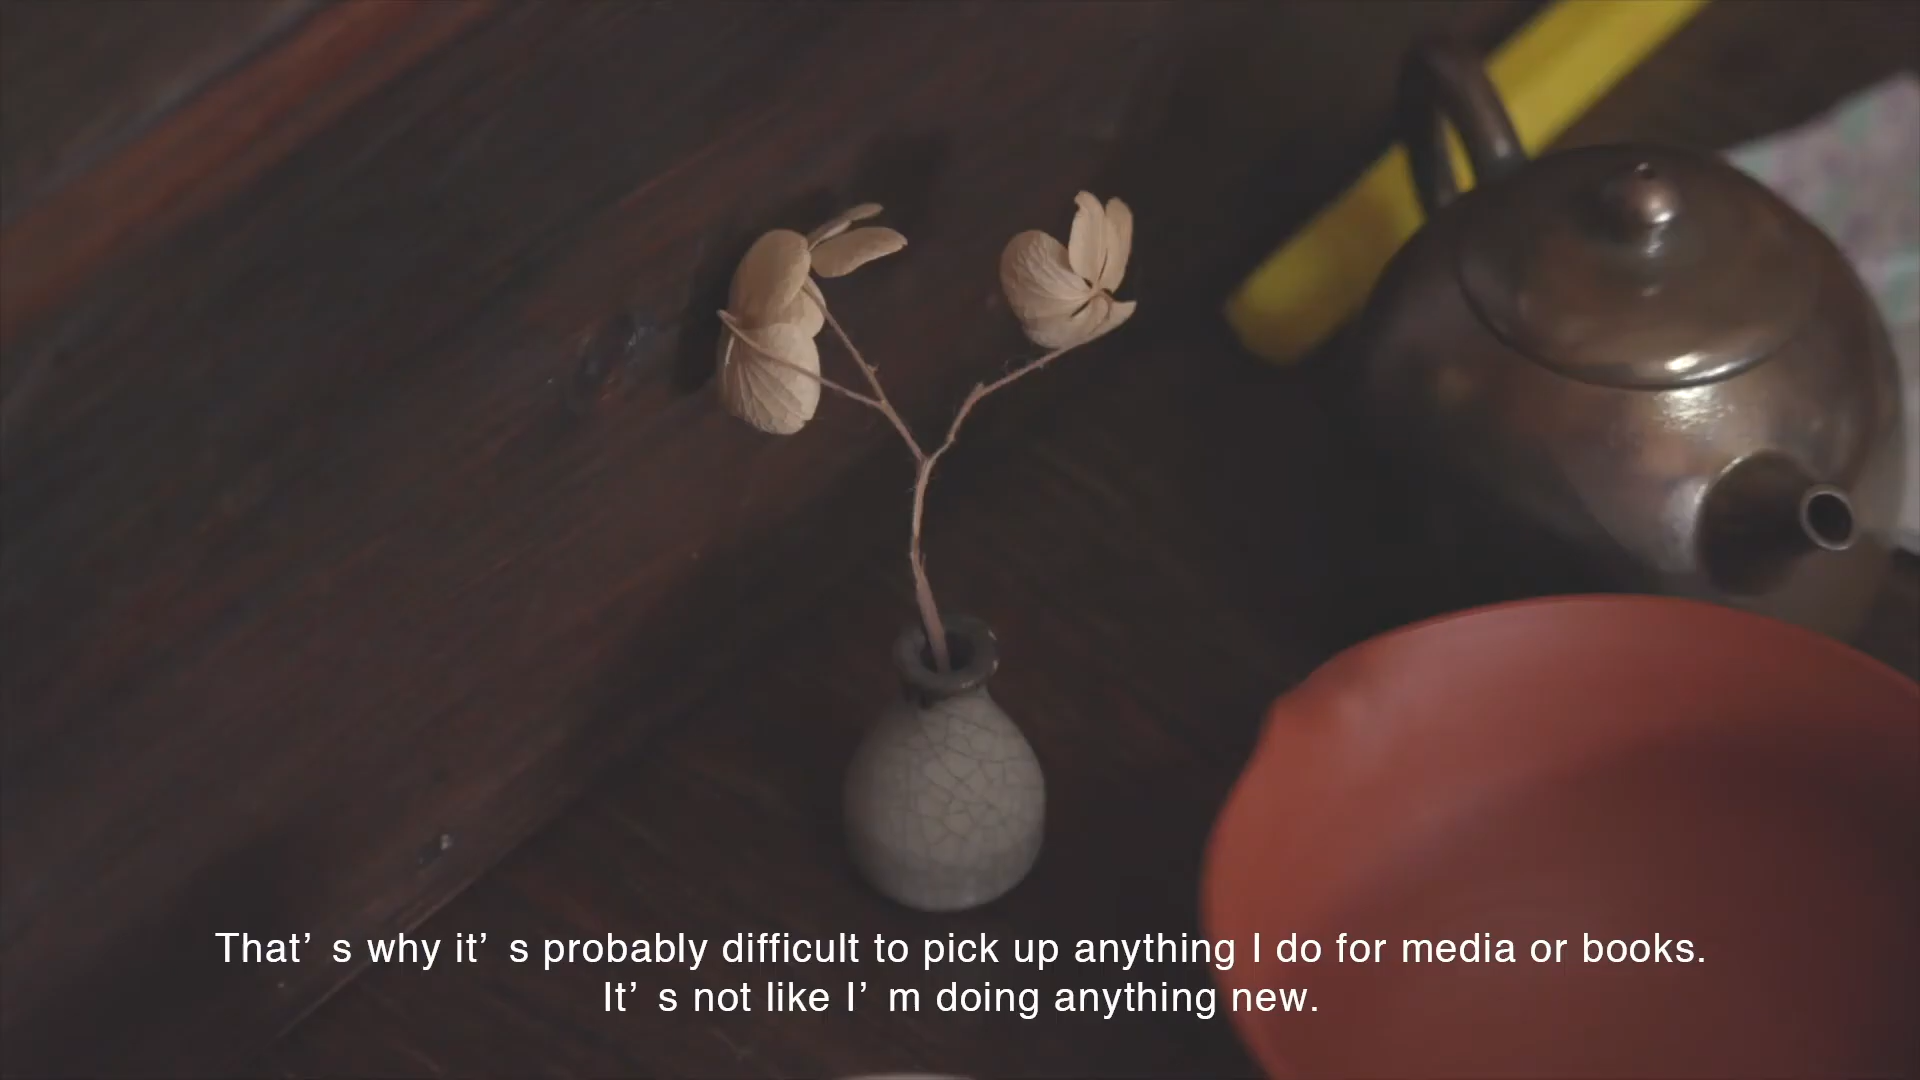 That’ s why it’ s probably difficult to pick up anything I do for media or books.
It’ s not like I’ m doing anything new.